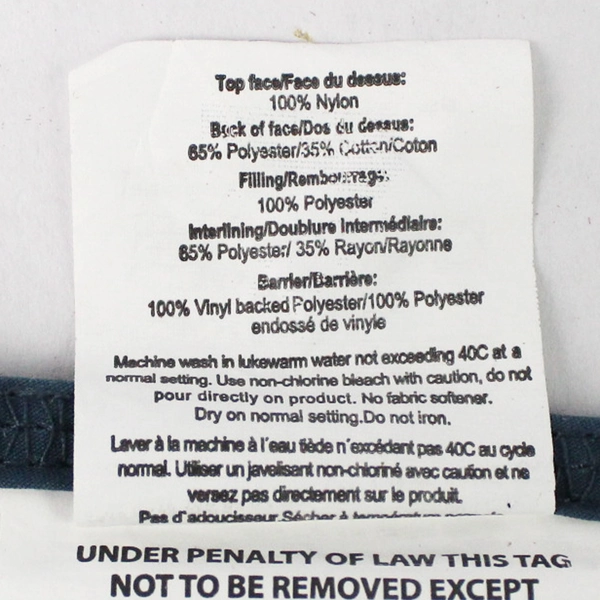 Top face/Face du dessus:
100% Nylon
Back of face/Dos du dessus:
65% Polyester/35% Cotton/Coton
Filling/Rembourrage:
100% Polyester
Interlining/Doublure Intermédiaire:
65% Polyester/ 35% Rayon/Rayonne
Barrier/Barrière:
100% Vinyl backed Polyester/100% Polyester
endossé de vinyle
Machine wash in lukewarm water not exceeding 40C at a
normal setting. Use non-chlorine bleach with caution, do not
pour directly on product. No fabric softener.
Dry on normal setting.Do not iron.
Laver à la machine à l'eau tiède n'excédant pas 40C au cycle
normal. Utiliser un javelisant non-chloriné avec caution et ne
versez pas directement sur le produit.
Pas d'adoucisseur.Sécher à température
UNDER PENALTY OF LAW THIS TAG
NOT TO BE REMOVED EXCEPT